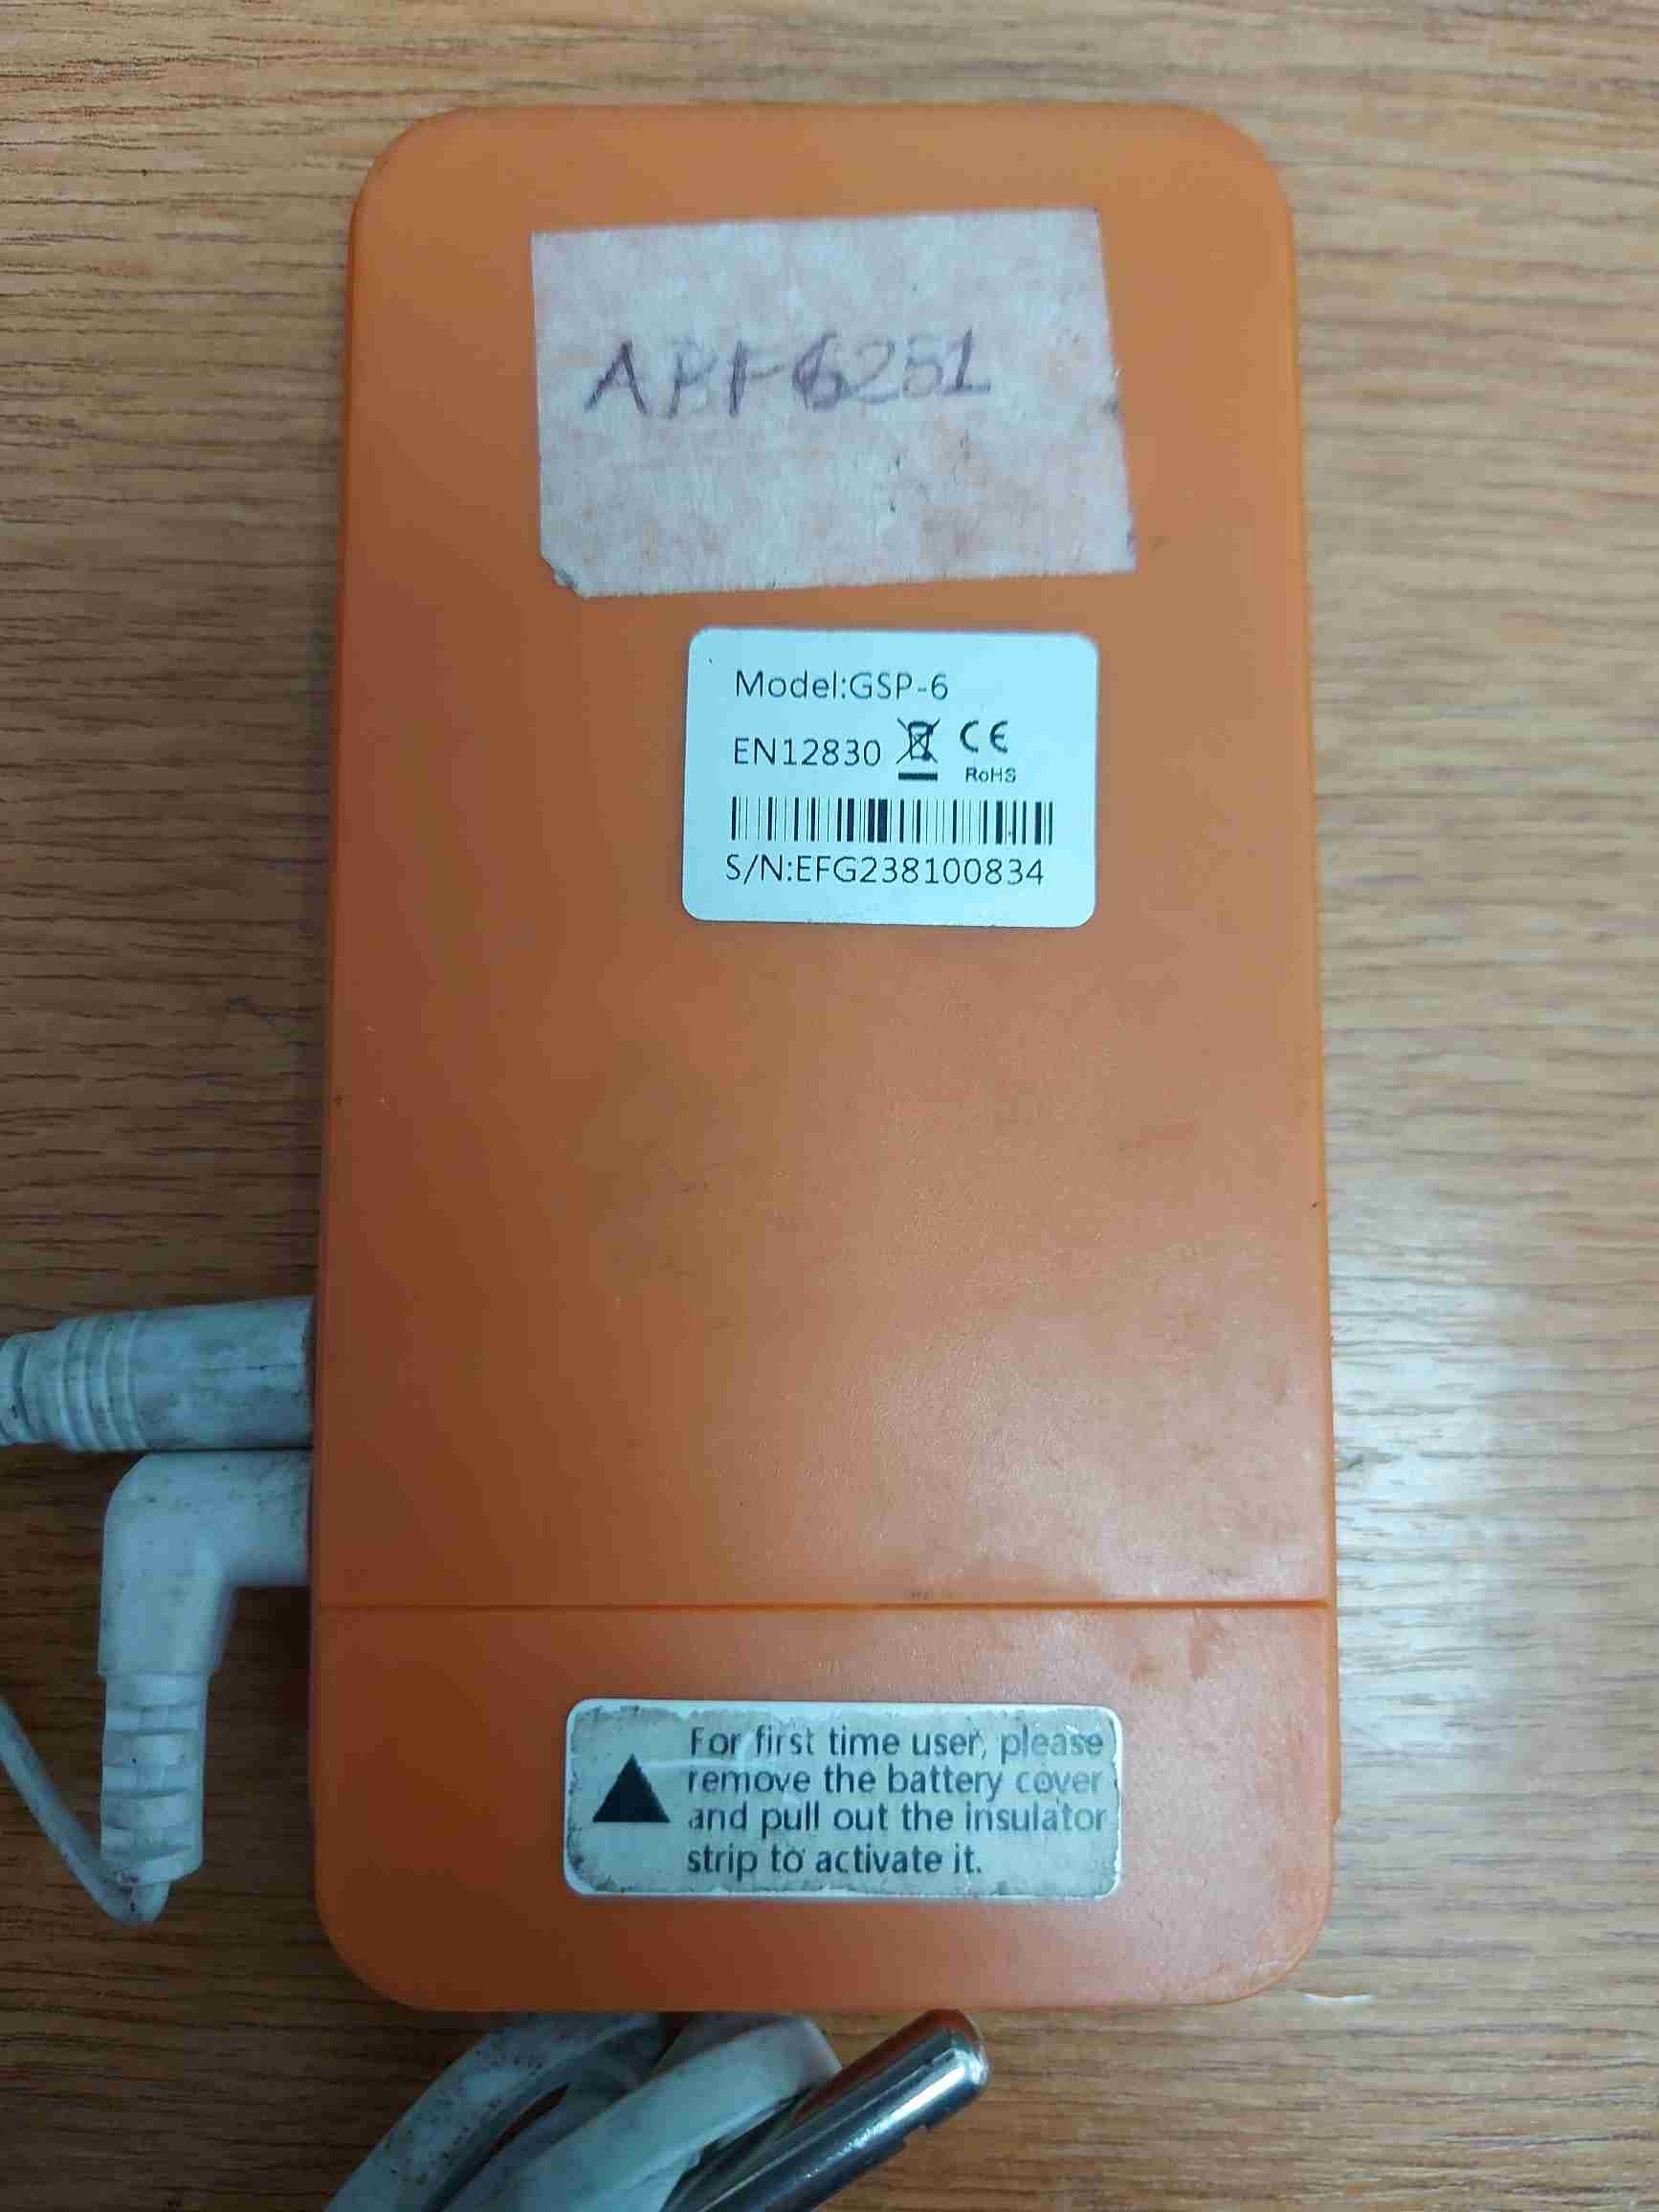 Model:GSP-6
EN12830 CE
RoHS
S/N:EFG238100834
For first time user, please
remove the battery cover
and pull out the insulator
strip to activate it.